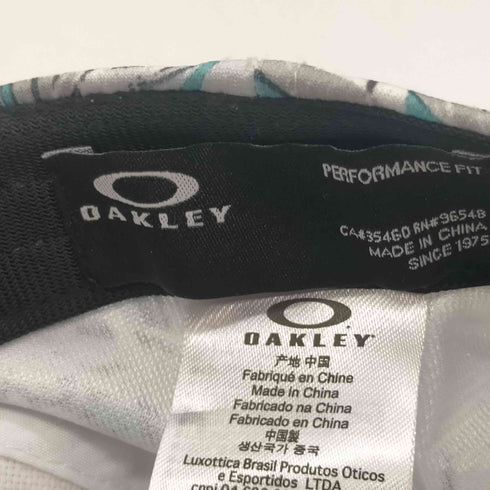 OAKLEY
PERFORMANCE FIT
CA#35460 RN#96548
MADE IN CHINA
SINCE 1975
OAKLEY
产地 中国
Fabriqué en Chine
Made in China
Fabricado na China
Fabricado en China
中国製
생산국가 중국
Luxottica Brasil Produtos Oticos
e Esportivos LTDA
cnpj